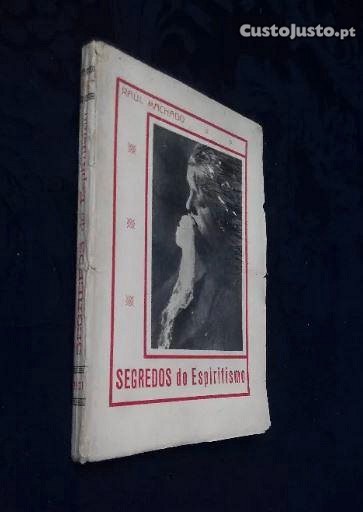 CustoJusto.pt
RAUL MACHADO
SEGREDOS do Espiritismo